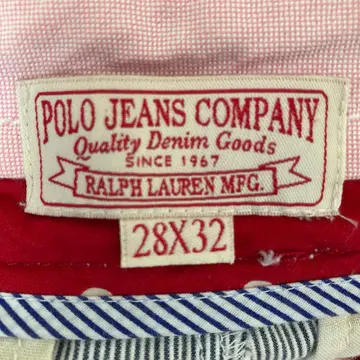 POLO JEANS COMPANY
Quality Denim Goods
SINCE 1967
RALPH LAUREN MFG.
28X32